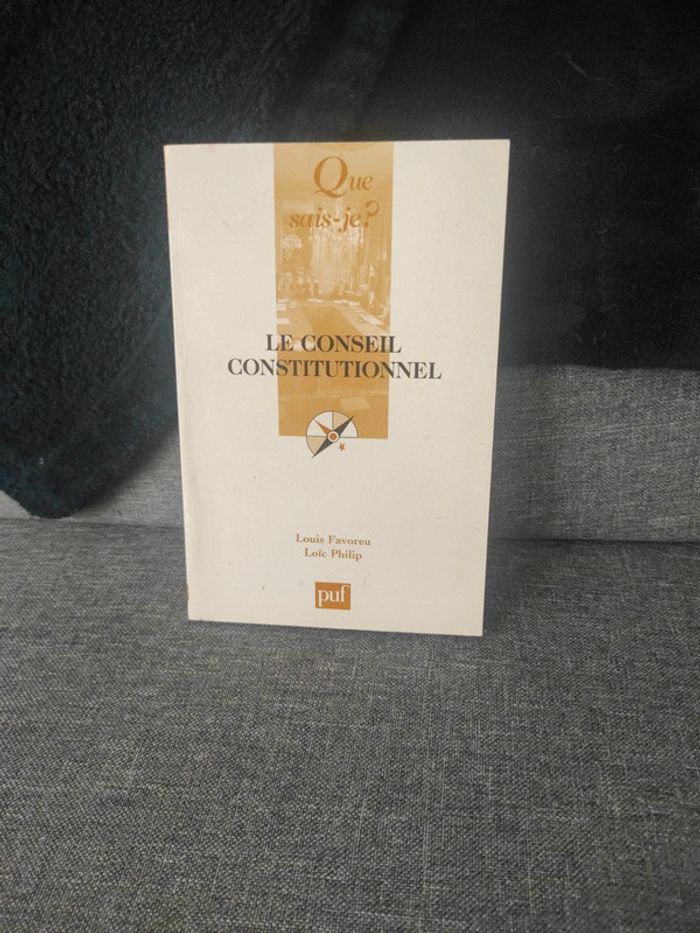 Que
sais-je?
LE CONSEIL
CONSTITUTIONNEL
Louis Favoreu
Loïc Philip
puf